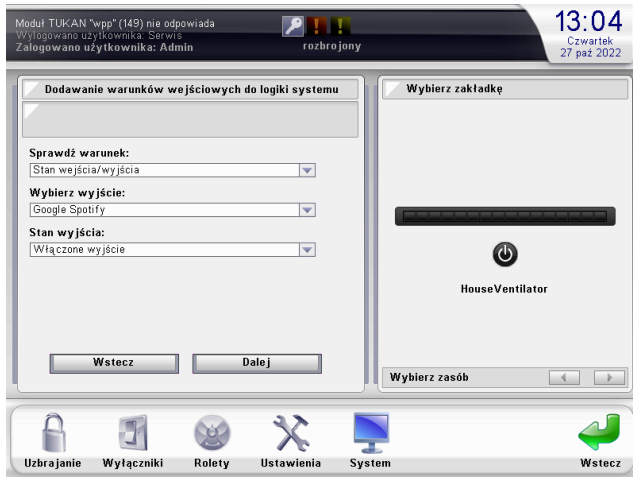 Moduł TUKAN "wpp" (149) nie odpowiada
Wylogowano użytkownika: Serwis
Zalogowano użytkownika: Admin
rozbrojony
13:04
Czwartek
27 paź 2022
Dodawanie warunków wejściowych do logiki systemu
Sprawdź warunek:
Stan wejścia/wyjścia
Wybierz wyjście:
Google Spotify
Stan wyjścia:
Włączone wyjście
Wstecz
Dalej
Wybierz zakładkę
HouseVentilator
Wybierz zasób
Uzbrajanie
Wyłączniki
Rolety
Ustawienia
System
Wstecz